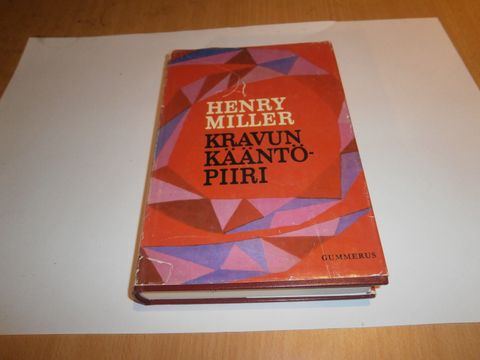 HENRY
MILLER
KRAVUN
KÄÄNTÖ-
PIIRI
GUMMERUS